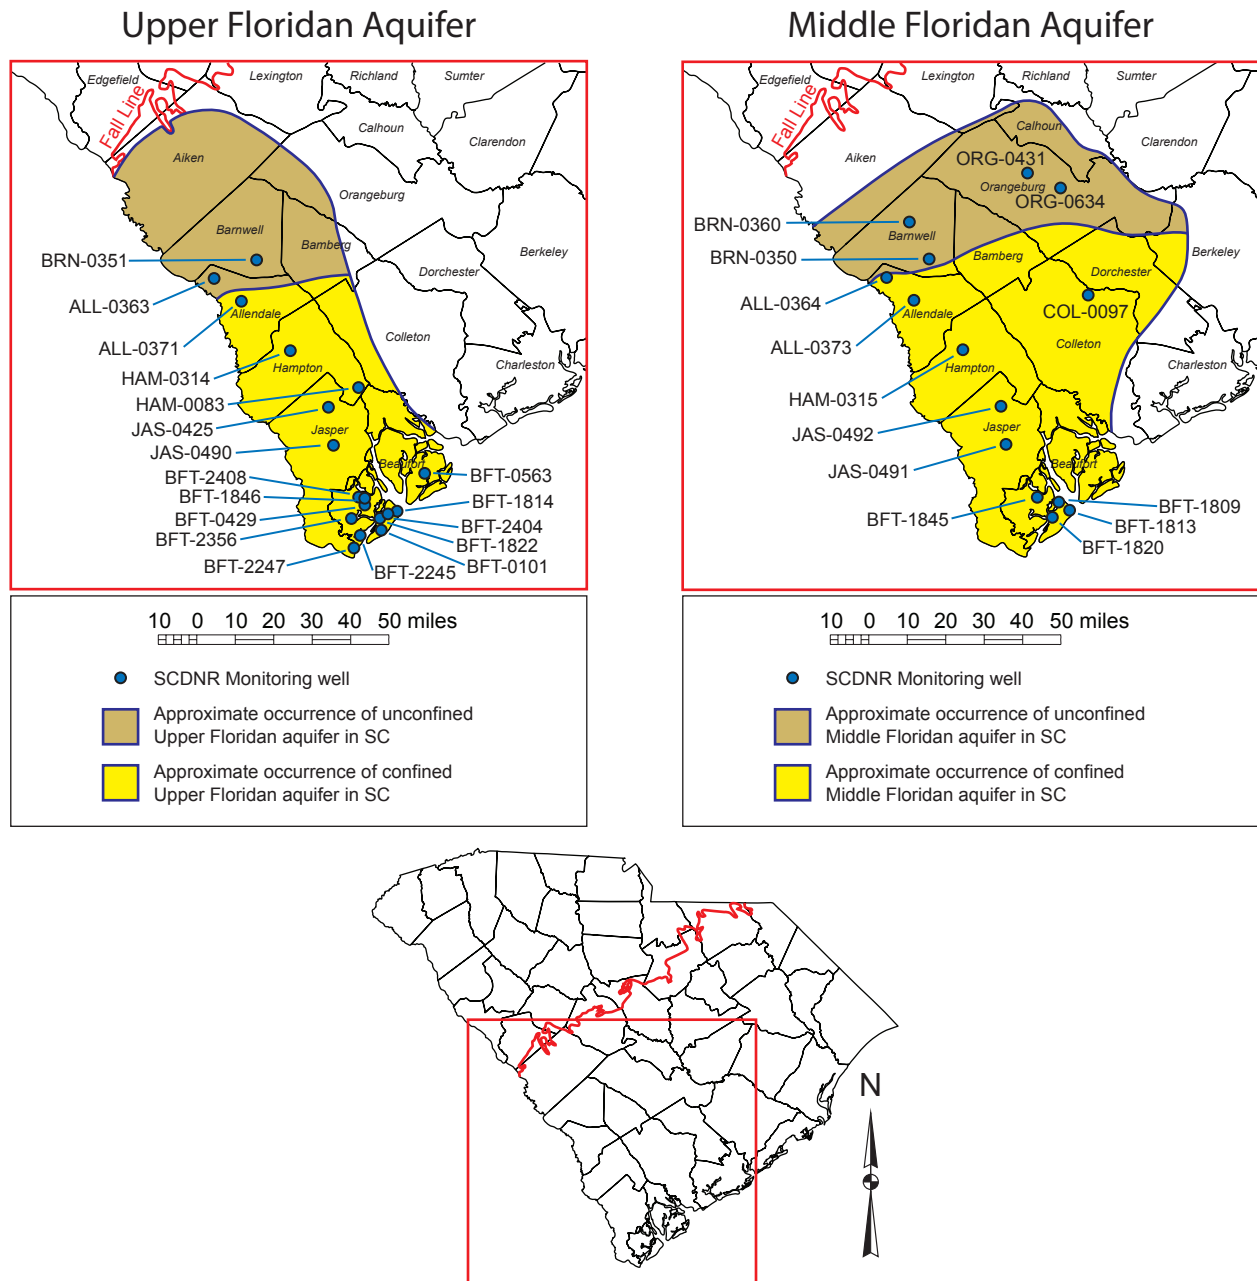 Upper Floridan Aquifer
Edgefield
Lexington
Richland
Sumter
Fall Line
Calhoun
Clarendon
Aiken
Orangeburg
Barnwell
Bamberg
Berkeley
BRN-0351
Dorchester
ALL-0363
Allendale
Colleton
ALL-0371
Charleston
HAM-0314
Hampton
HAM-0083
JAS-0425
Jasper
JAS-0490
Beaufort
BFT-2408
BFT-0563
BFT-1846
BFT-1814
BFT-0429
BFT-2404
BFT-2356
BFT-1822
BFT-2247
BFT-0101
BFT-2245
10 0 10 20 30 40 50 miles
SCDNR Monitoring well
Approximate occurrence of unconfined
Upper Floridan aquifer in SC
Approximate occurrence of confined
Upper Floridan aquifer in SC
Middle Floridan Aquifer
Edgefield
Lexington
Richland
Sumter
Fall Line
Calhoun
Clarendon
Aiken
ORG-0431
Orangeburg
ORG-0634
BRN-0360
Barnwell
BRN-0350
Bamberg
Berkeley
Dorchester
ALL-0364
COL-0097
Allendale
ALL-0373
Colleton
Charleston
Hampton
HAM-0315
JAS-0492
Jasper
JAS-0491
Beaufort
BFT-1845
BFT-1809
BFT-1813
BFT-1820
10 0 10 20 30 40 50 miles
SCDNR Monitoring well
Approximate occurrence of unconfined
Middle Floridan aquifer in SC
Approximate occurrence of confined
Middle Floridan aquifer in SC
N